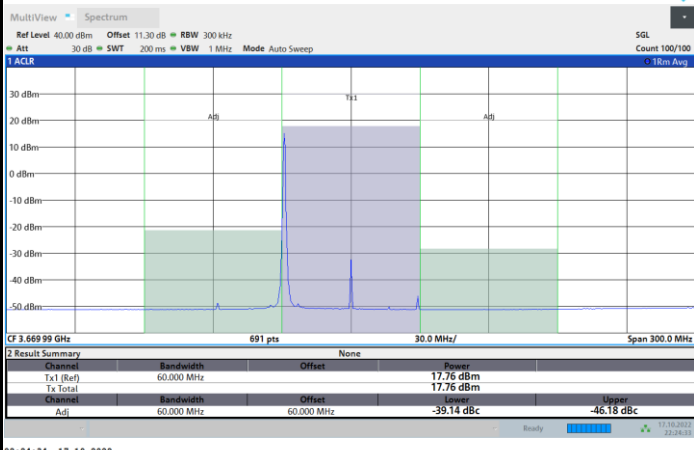 MultiView Spectrum
Ref Level 40.00 dBm Offset 11.30 dB RBW 300 kHz SGL
Att 30 dB SWT 200 ms VBW 1 MHz Mode Auto Sweep Count 100/100
1 ACLR 1Rm Avg
30 dBm
Tx1
20 dBm
Adj Adj
10 dBm
0 dBm
-10 dBm
-20 dBm
-30 dBm
-40 dBm
-50 dBm
CF 3.669 99 GHz 691 pts 30.0 MHz/ Span 300.0 MHz
2 Result Summary None
Channel Bandwidth Offset Power
Tx1 (Ref) 60.000 MHz 17.76 dBm
Tx Total 17.76 dBm
Channel Bandwidth Offset Lower Upper
Adj 60.000 MHz 60.000 MHz -39.14 dBc -46.18 dBc
Ready 17.10.2022
22:24:33